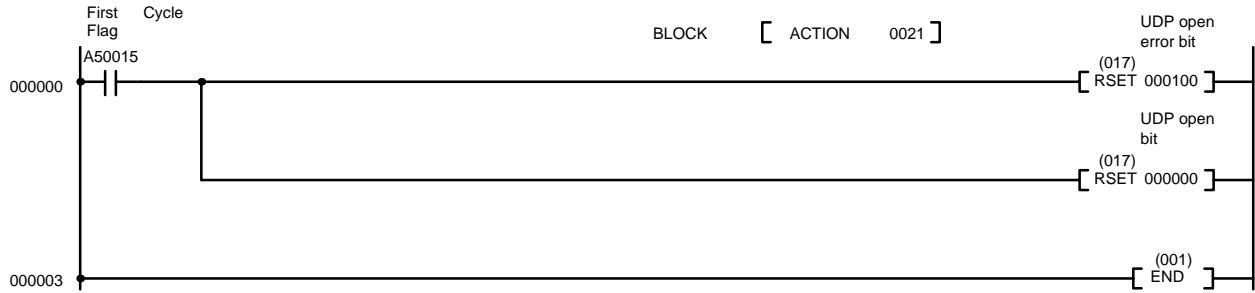 First Cycle
Flag
BLOCK [ ACTION 0021 ]
UDP open
error bit
A50015
000000
(017)
[ RSET 000100 ]
UDP open
bit
(017)
[ RSET 000000 ]
000003
(001)
[ END ]